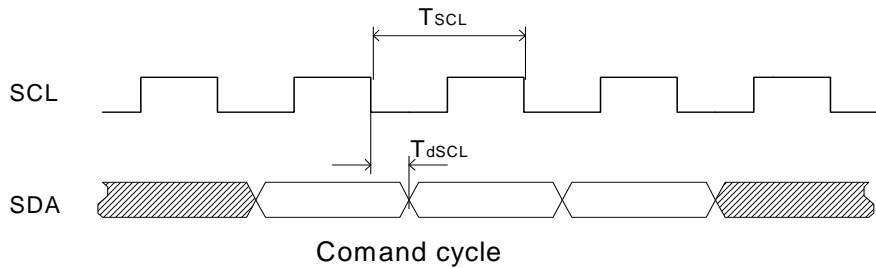 TSCL
SCL
TdSCL
SDA
Comand cycle